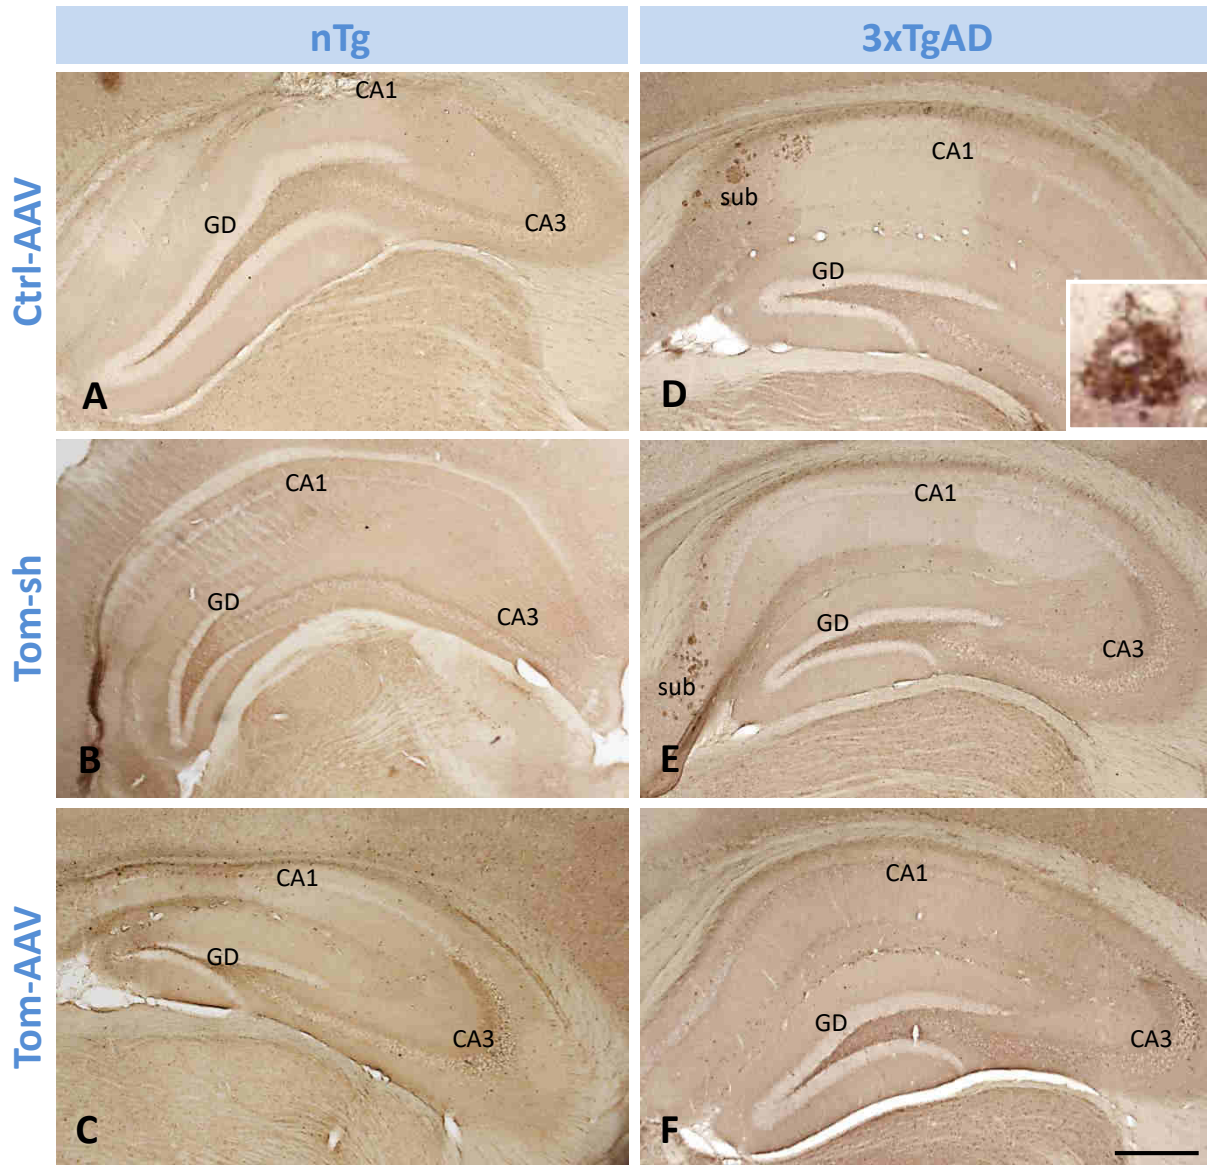 nTg
3xTgAD
Ctrl-AAV
CA1
GD
CA3
A
CA1
sub
GD
D
Tom-sh
CA1
GD
CA3
B
CA1
GD
CA3
sub
E
Tom-AAV
CA1
GD
CA3
C
CA1
GD
CA3
F